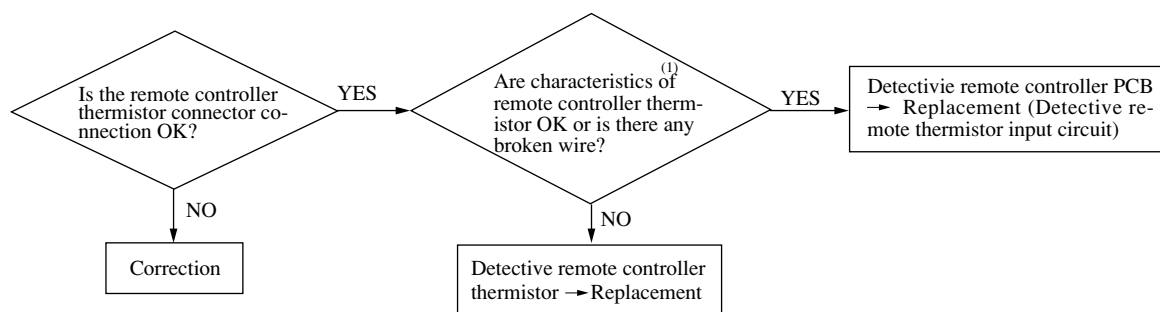 Is the remote controller
thermistor connector co-
nnection OK?
YES
NO
Correction
(1)
Are characteristics of
remote controller therm-
istor OK or is there any
broken wire?
YES
NO
Detective remote controller
thermistor → Replacement
Detectivie remote controller PCB
→ Replacement (Detective re-
mote thermistor input circuit)